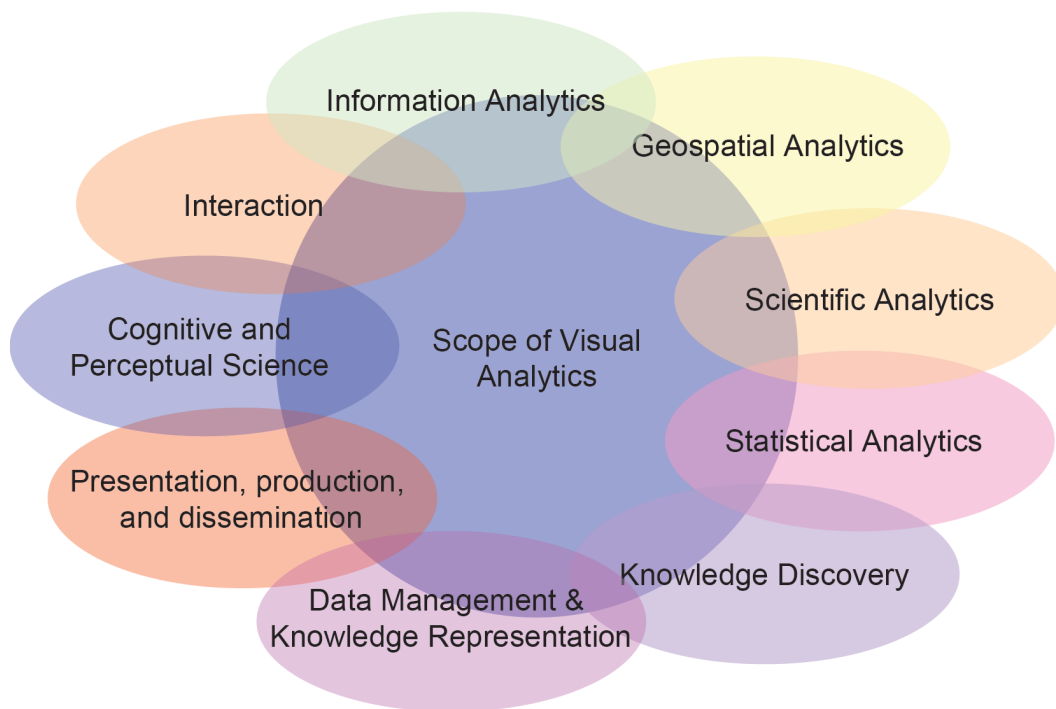 Information Analytics
Geospatial Analytics
Interaction
Scientific Analytics
Cognitive and
Perceptual Science
Scope of Visual
Analytics
Statistical Analytics
Presentation, production,
and dissemination
Knowledge Discovery
Data Management &
Knowledge Representation